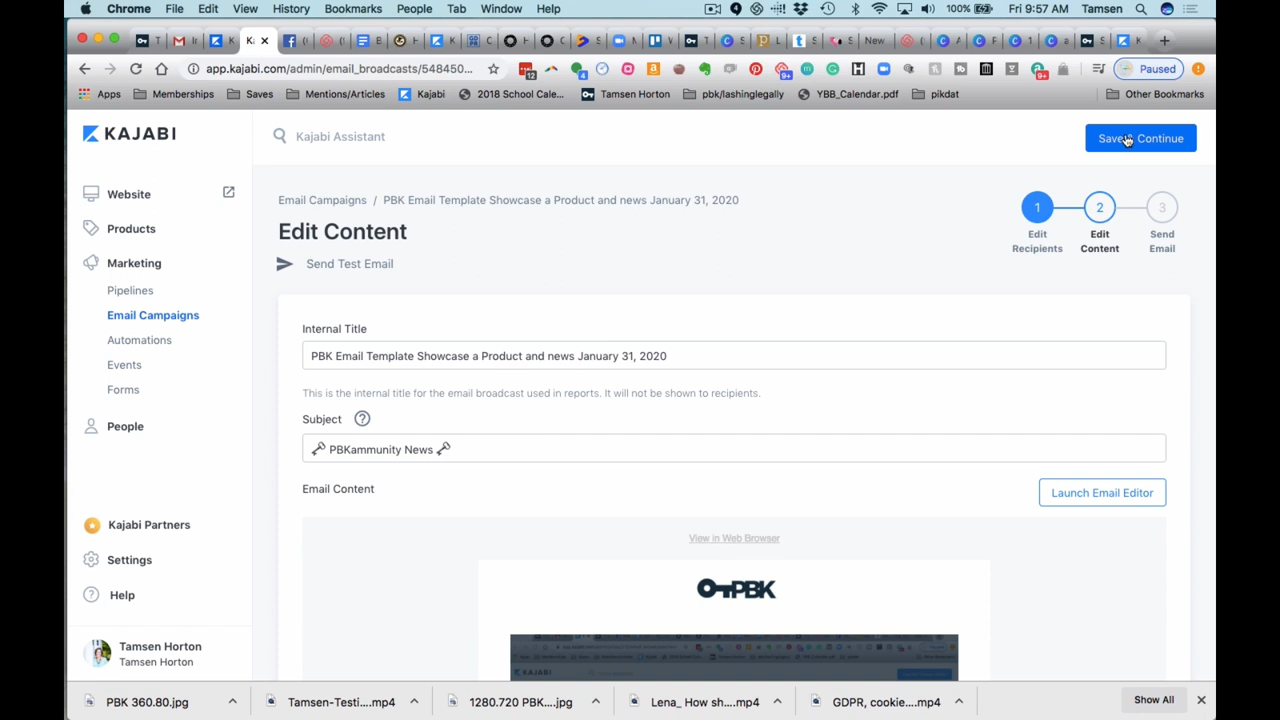 Chrome File Edit View History Bookmarks People Tab Window Help 100% Fri 9:57 AM Tamsen
New
app.kajabi.com/admin/email_broadcasts/548450... Paused
Apps Memberships Saves Mentions/Articles Kajabi 2018 School Cale... Tamsen Horton pbk/lashinglegally YBB_Calendar.pdf pikdat Other Bookmarks
KAJABI
Kajabi Assistant
Save & Continue
Website
Products
Marketing
Pipelines
Email Campaigns
Automations
Events
Forms
People
Kajabi Partners
Settings
Help
Tamsen Horton
Tamsen Horton
Email Campaigns / PBK Email Template Showcase a Product and news January 31, 2020
Edit Content
Send Test Email
1 2 3
Edit Recipients
Edit Content
Send Email
Internal Title
PBK Email Template Showcase a Product and news January 31, 2020
This is the internal title for the email broadcast used in reports. It will not be shown to recipients.
Subject
🗝 PBKammunity News 🗝
Email Content
Launch Email Editor
View in Web Browser
PBK
KAJABI
PBK 360.80.jpg Tamsen-Testi....mp4 1280.720 PBK....jpg Lena_ How sh....mp4 GDPR, cookie....mp4 Show All